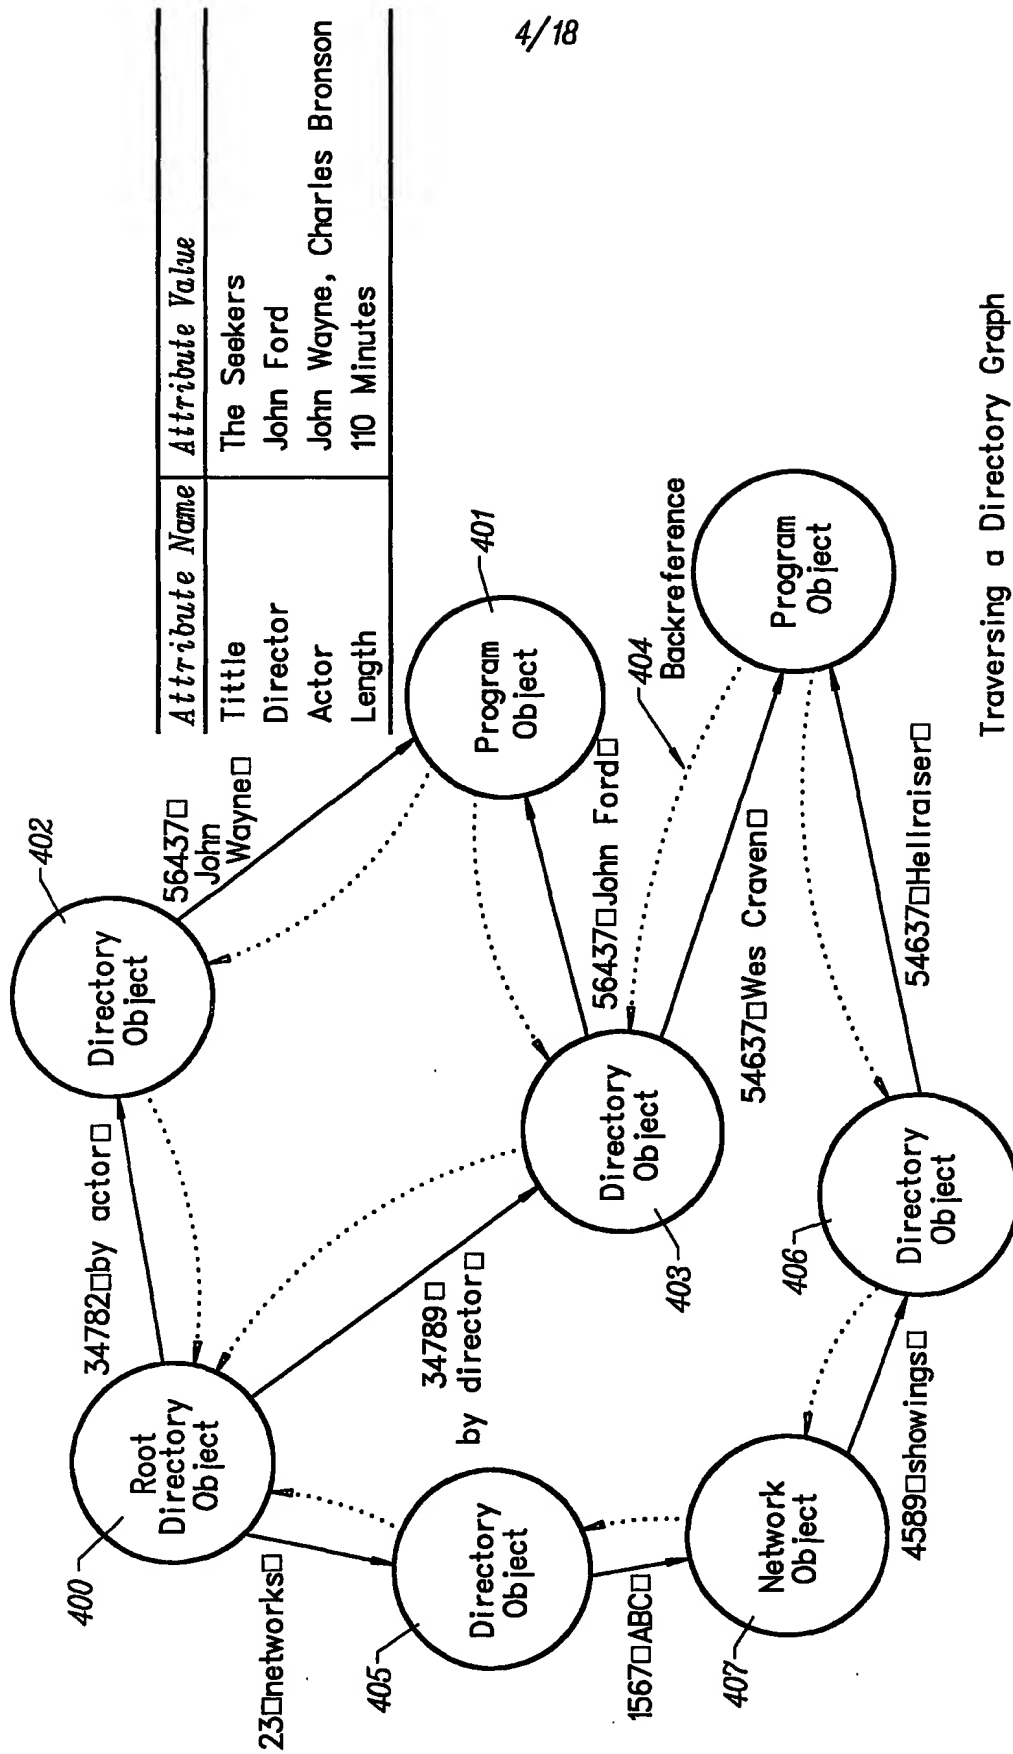 4/18
Attribute Name Attribute Value
Tittle The Seekers
Director John Ford
Actor John Wayne, Charles Bronson
Length 110 Minutes
400
Root
Directory
Object
34782□by actor□
402
Directory
Object
56437□
John
Wayne□
401
Program
Object
23□networks□
34789□
by director□
403
Directory
Object
56437□John Ford□
404
Backreference
405
Directory
Object
54637□Wes Craven□
Program
Object
1567□ABC□
407
Network
Object
4589□showings□
406
Directory
Object
54637□Hellraiser□
Traversing a Directory Graph